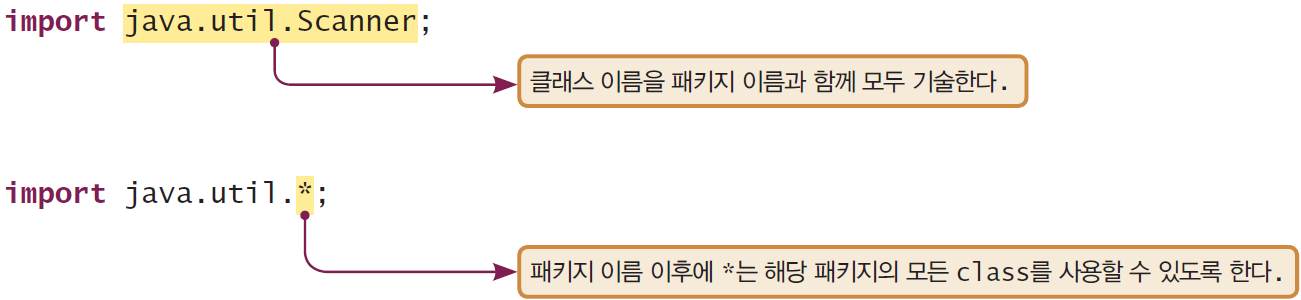 import java.util.Scanner;
클래스 이름을 패키지 이름과 함께 모두 기술한다.
import java.util.*;
패키지 이름 이후에 *는 해당 패키지의 모든 class를 사용할 수 있도록 한다.